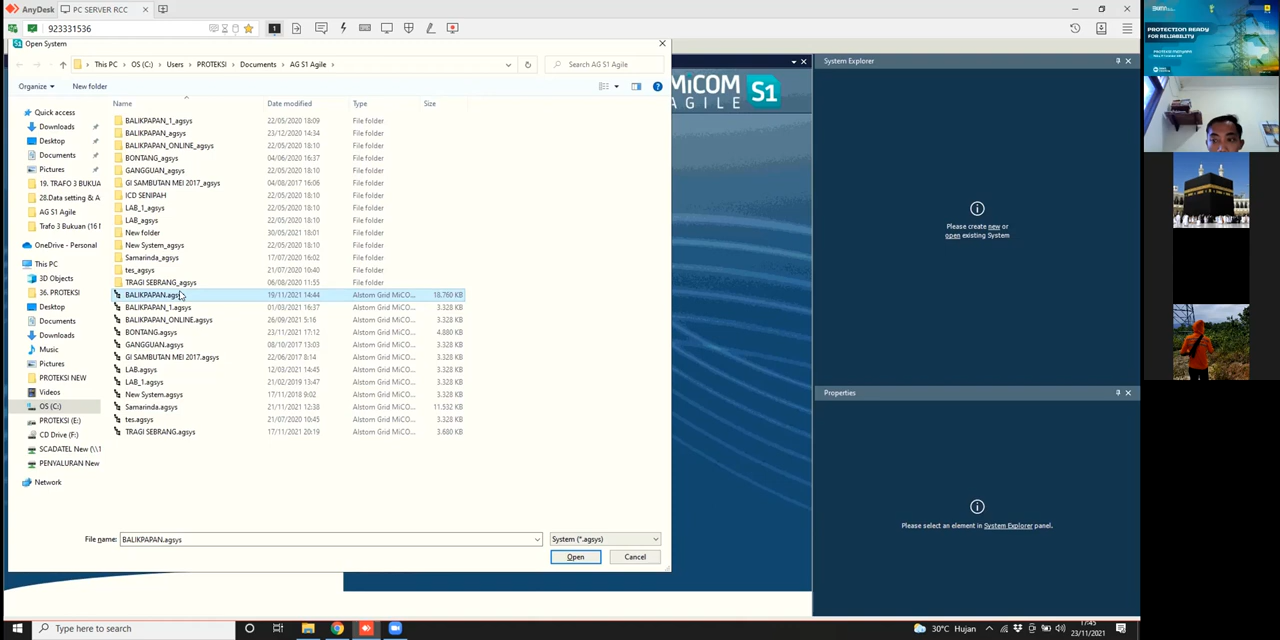 AnyDesk
PC SERVER RCC
923331536
1
Open System
This PC > OS (C:) > Users > PROTEKSI > Documents > AG S1 Agile >
Search AG S1 Agile
Organize
New folder
Name Date modified Type Size
Quick access
Downloads
Desktop
Documents
Pictures
19. TRAFO 3 BUKUA
28.Data setting & A
AG S1 Agile
Trafo 3 Bukuan (16 N
OneDrive - Personal
This PC
3D Objects
36. PROTEKSI
Desktop
Documents
Downloads
Music
Pictures
PROTEKSI NEW
Videos
OS (C:)
PROTEKSI (E:)
CD Drive (F:)
SCADATEL New (\\1
PENYALURAN New
Network
BALIKPAPAN_1_agsys 22/05/2020 18:09 File folder
BALIKPAPAN_agsys 23/12/2020 14:34 File folder
BALIKPAPAN_ONLINE_agsys 22/05/2020 18:10 File folder
BONTANG_agsys 04/06/2020 16:37 File folder
GANGGUAN_agsys 22/05/2020 18:10 File folder
GI SAMBUTAN MEI 2017_agsys 04/08/2017 16:06 File folder
ICD SENIPAH 22/05/2020 18:10 File folder
LAB_1_agsys 22/05/2020 18:10 File folder
LAB_agsys 22/05/2020 18:10 File folder
New folder 30/05/2021 18:01 File folder
New System_agsys 22/05/2020 18:10 File folder
Samarinda_agsys 17/07/2020 16:02 File folder
tes_agsys 21/07/2020 10:40 File folder
TRAGI SEBRANG_agsys 06/08/2020 11:55 File folder
BALIKPAPAN.agsys 19/11/2021 14:44 Alstom Grid MiCO... 18.760 KB
BALIKPAPAN_1.agsys 01/03/2021 16:37 Alstom Grid MiCO... 3.328 KB
BALIKPAPAN_ONLINE.agsys 26/09/2021 5:16 Alstom Grid MiCO... 3.328 KB
BONTANG.agsys 23/11/2021 17:12 Alstom Grid MiCO... 4.880 KB
GANGGUAN.agsys 08/10/2017 13:03 Alstom Grid MiCO... 3.328 KB
GI SAMBUTAN MEI 2017.agsys 22/06/2017 8:14 Alstom Grid MiCO... 3.328 KB
LAB.agsys 12/03/2021 14:45 Alstom Grid MiCO... 3.328 KB
LAB_1.agsys 21/02/2019 13:47 Alstom Grid MiCO... 3.328 KB
New System.agsys 17/11/2018 9:02 Alstom Grid MiCO... 3.328 KB
Samarinda.agsys 21/11/2021 12:38 Alstom Grid MiCO... 11.532 KB
tes.agsys 21/07/2020 10:45 Alstom Grid MiCO... 3.328 KB
TRAGI SEBRANG.agsys 17/11/2021 20:19 Alstom Grid MiCO... 3.680 KB
File name: BALIKPAPAN.agsys
System (*.agsys)
Open Cancel
MiCOM
AGILE
S1
System Explorer
Please create new or
open existing System
Properties
Please select an element in System Explorer panel.
PROTECTION READY
FOR RELIABILITY
Type here to search
30°C Hujan
17:45
23/11/2021